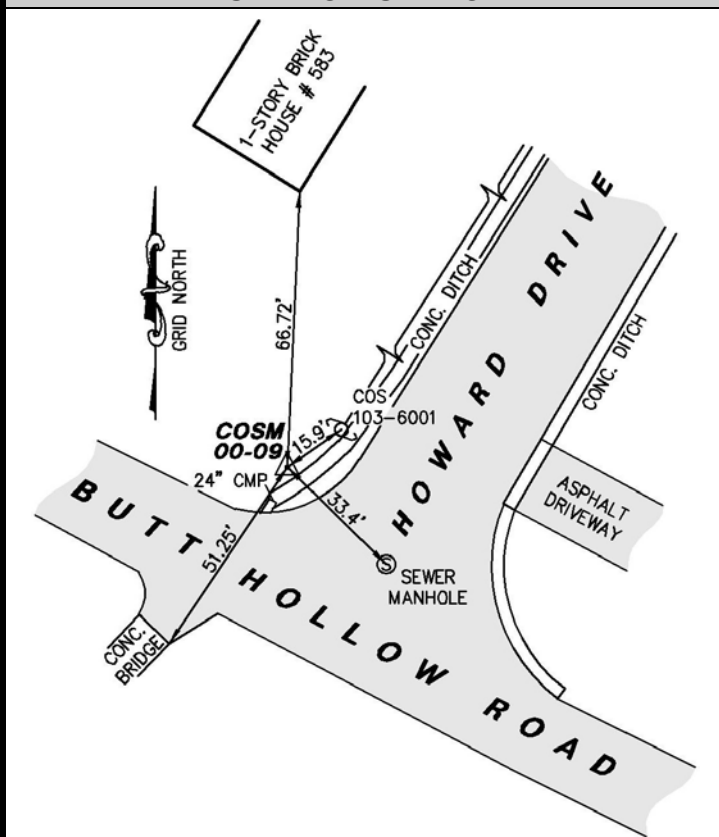 1-STORY BRICK
HOUSE # 583
GRID NORTH
66.72'
CONC. DITCH
HOWARD DRIVE
CONC. DITCH
COS
103-6001
COSM
00-09
15.9'
24" CMP
33.4'
ASPHALT
DRIVEWAY
51.25'
S
SEWER
MANHOLE
BUTT HOLLOW ROAD
CONC.
BRIDGE